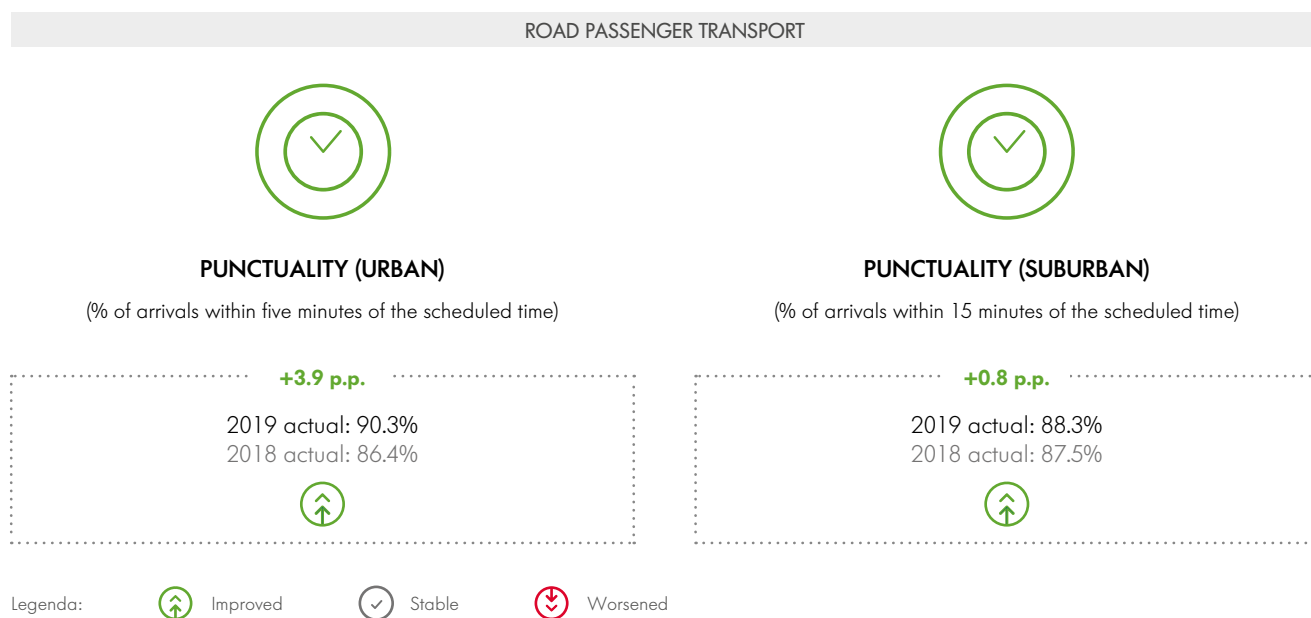 ROAD PASSENGER TRANSPORT
PUNCTUALITY (URBAN)
(% of arrivals within five minutes of the scheduled time)
+3.9 p.p.
2019 actual: 90.3%
2018 actual: 86.4%
PUNCTUALITY (SUBURBAN)
(% of arrivals within 15 minutes of the scheduled time)
+0.8 p.p.
2019 actual: 88.3%
2018 actual: 87.5%
Legenda: Improved Stable Worsened